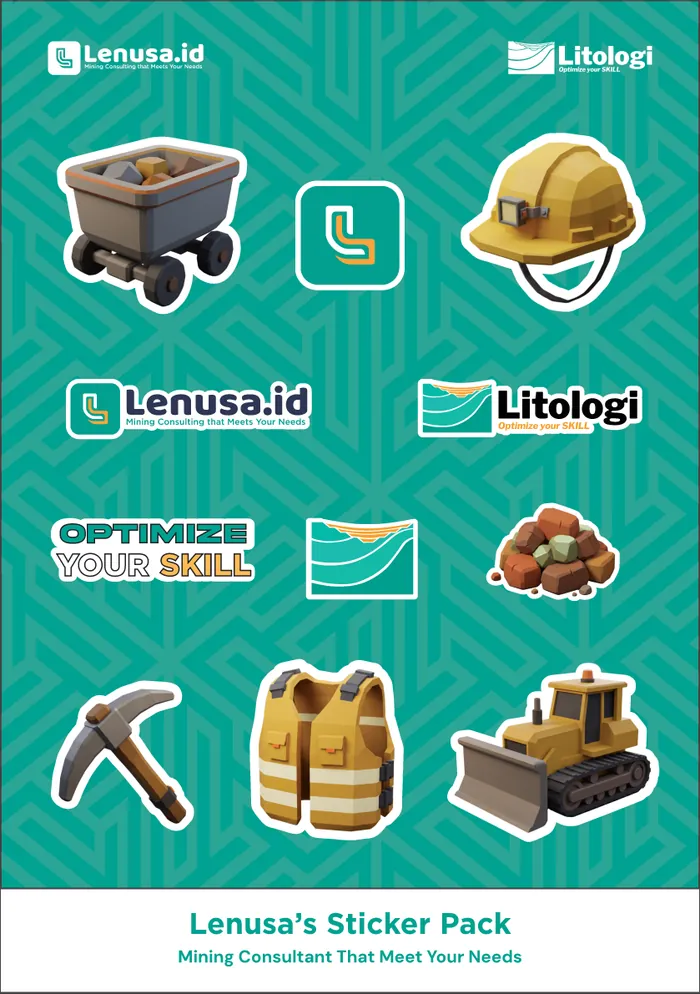 Lenusa.id
Mining Consulting that Meets Your Needs
Litologi
Optimize your SKILL
Lenusa.id
Mining Consulting that Meets Your Needs
Litologi
Optimize your SKILL
OPTIMIZE
YOUR SKILL
Lenusa's Sticker Pack
Mining Consultant That Meet Your Needs